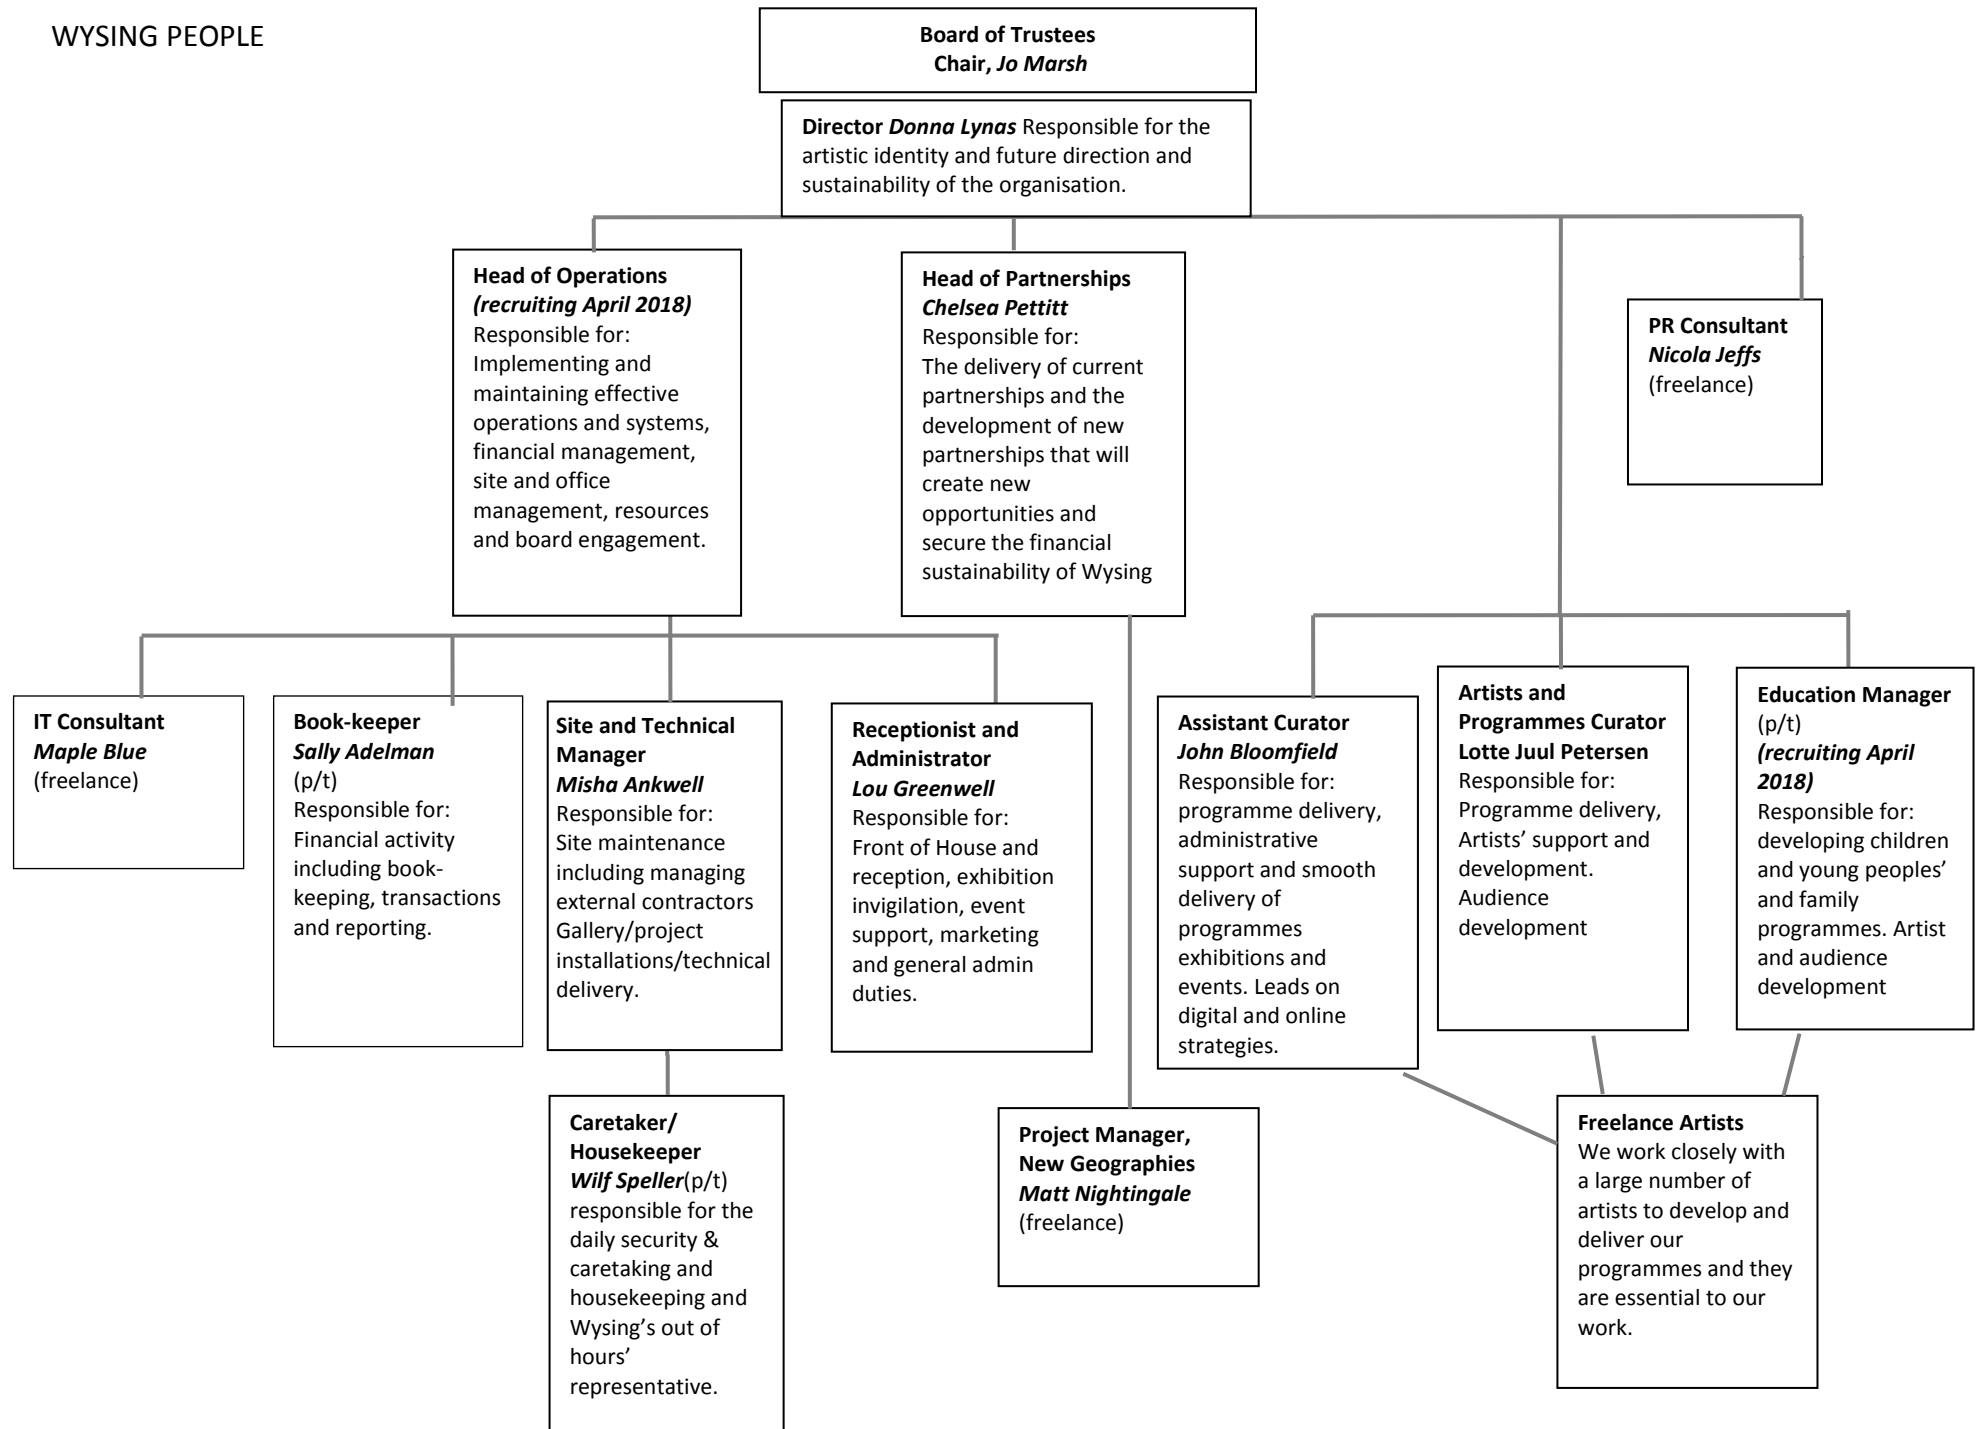 WYSING PEOPLE
Board of Trustees
Chair, Jo Marsh
Director Donna Lynas Responsible for the
artistic identity and future direction and
sustainability of the organisation.
Head of Operations
(recruiting April 2018)
Responsible for:
Implementing and
maintaining effective
operations and systems,
financial management,
site and office
management, resources
and board engagement.
Head of Partnerships
Chelsea Pettitt
Responsible for:
The delivery of current
partnerships and the
development of new
partnerships that will
create new
opportunities and
secure the financial
sustainability of Wysing
PR Consultant
Nicola Jeffs
(freelance)
IT Consultant
Maple Blue
(freelance)
Book-keeper
Sally Adelman
(p/t)
Responsible for:
Financial activity
including book-
keeping, transactions
and reporting.
Site and Technical
Manager
Misha Ankwell
Responsible for:
Site maintenance
including managing
external contractors
Gallery/project
installations/technical
delivery.
Receptionist and
Administrator
Lou Greenwell
Responsible for:
Front of House and
reception, exhibition
invigilation, event
support, marketing
and general admin
duties.
Assistant Curator
John Bloomfield
Responsible for:
programme delivery,
administrative
support and smooth
delivery of
programmes
exhibitions and
events. Leads on
digital and online
strategies.
Artists and
Programmes Curator
Lotte Juul Petersen
Responsible for:
Programme delivery,
Artists’ support and
development.
Audience
development
Education Manager
(p/t)
(recruiting April
2018)
Responsible for:
developing children
and young peoples’
and family
programmes. Artist
and audience
development
Caretaker/
Housekeeper
Wilf Speller(p/t)
responsible for the
daily security &
caretaking and
housekeeping and
Wysing’s out of
hours’
representative.
Project Manager,
New Geographies
Matt Nightingale
(freelance)
Freelance Artists
We work closely with
a large number of
artists to develop and
deliver our
programmes and they
are essential to our
work.